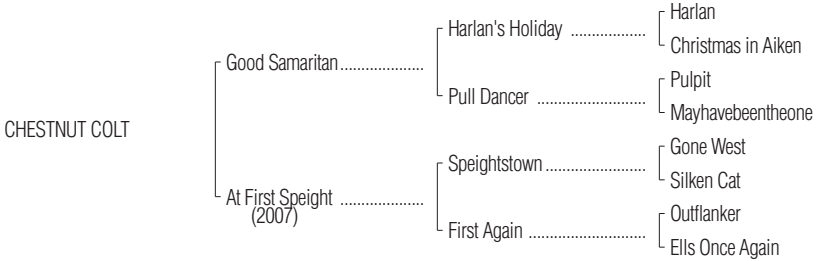 Harlan
Harlan's Holiday ......................
Christmas in Aiken
Good Samaritan....................
Pulpit
Pull Dancer ..........................
Mayhavebeentheone
CHESTNUT COLT
Gone West
Speightstown........................
Silken Cat
At First Speight ....................
(2007)
Outflanker
First Again ............................
Ells Once Again